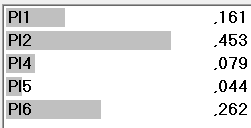 PI1 ,161
PI2 ,453
PI4 ,079
PI5 ,044
PI6 ,262